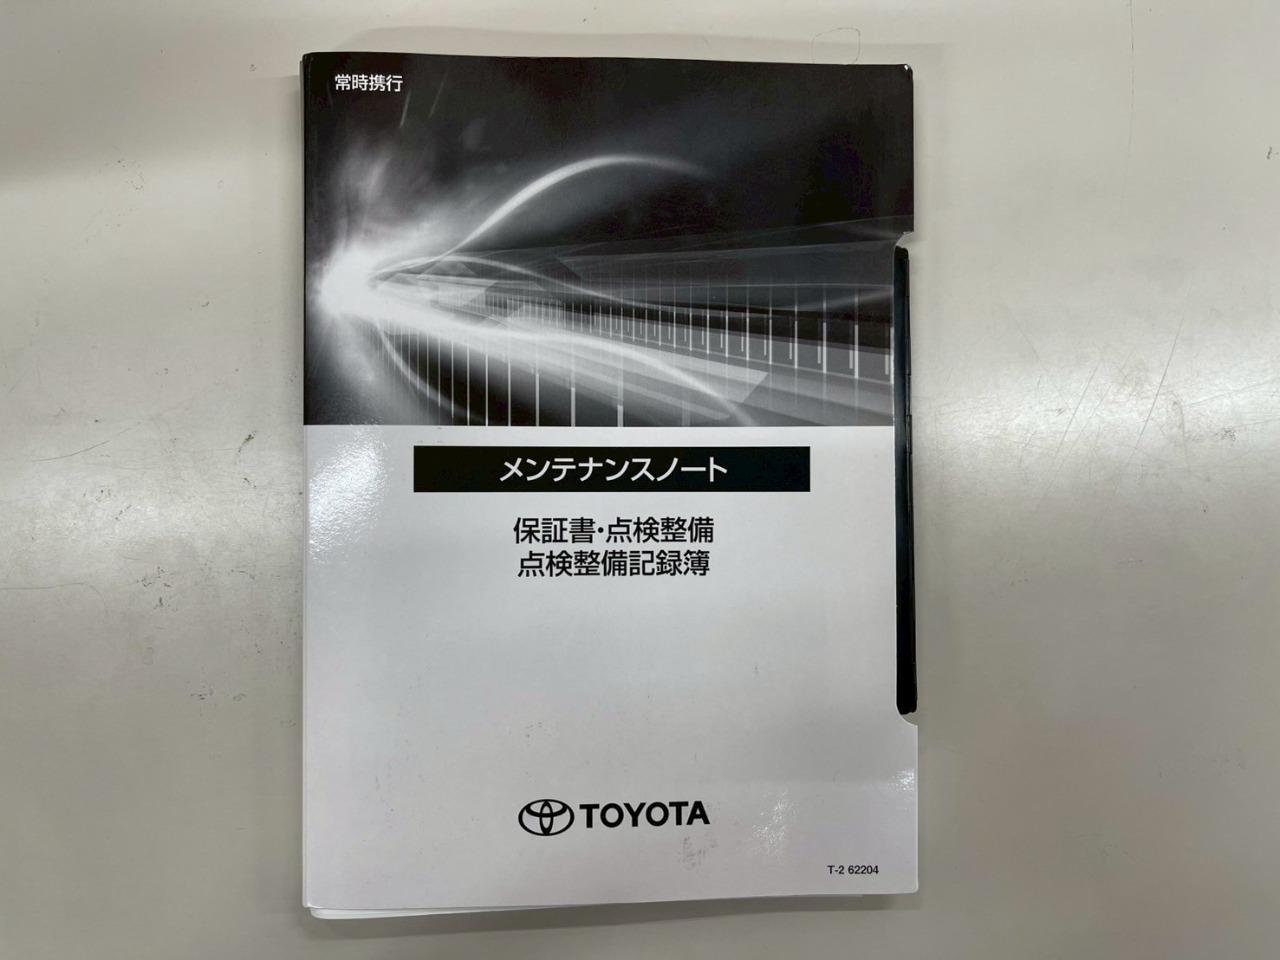 常時携行
メンテナンスノート
保証書・点検整備
点検整備記録簿
TOYOTA
T-2 62204